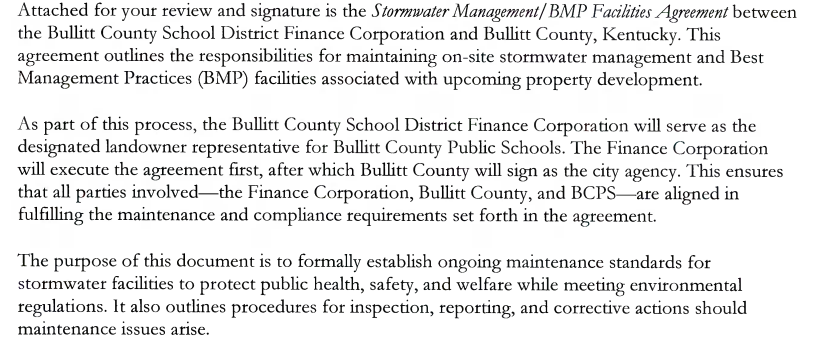 Attached for your review and signature is the Stormwater Management/BMP Facilities Agreement between
the Bullitt County School District Finance Corporation and Bullitt County, Kentucky. This
agreement outlines the responsibilities for maintaining on-site stormwater management and Best
Management Practices (BMP) facilities associated with upcoming property development.

As part of this process, the Bullitt County School District Finance Corporation will serve as the
designated landowner representative for Bullitt County Public Schools. The Finance Corporation
will execute the agreement first, after which Bullitt County will sign as the city agency. This ensures
that all parties involved—the Finance Corporation, Bullitt County, and BCPS—are aligned in
fulfilling the maintenance and compliance requirements set forth in the agreement.

The purpose of this document is to formally establish ongoing maintenance standards for
stormwater facilities to protect public health, safety, and welfare while meeting environmental
regulations. It also outlines procedures for inspection, reporting, and corrective actions should
maintenance issues arise.